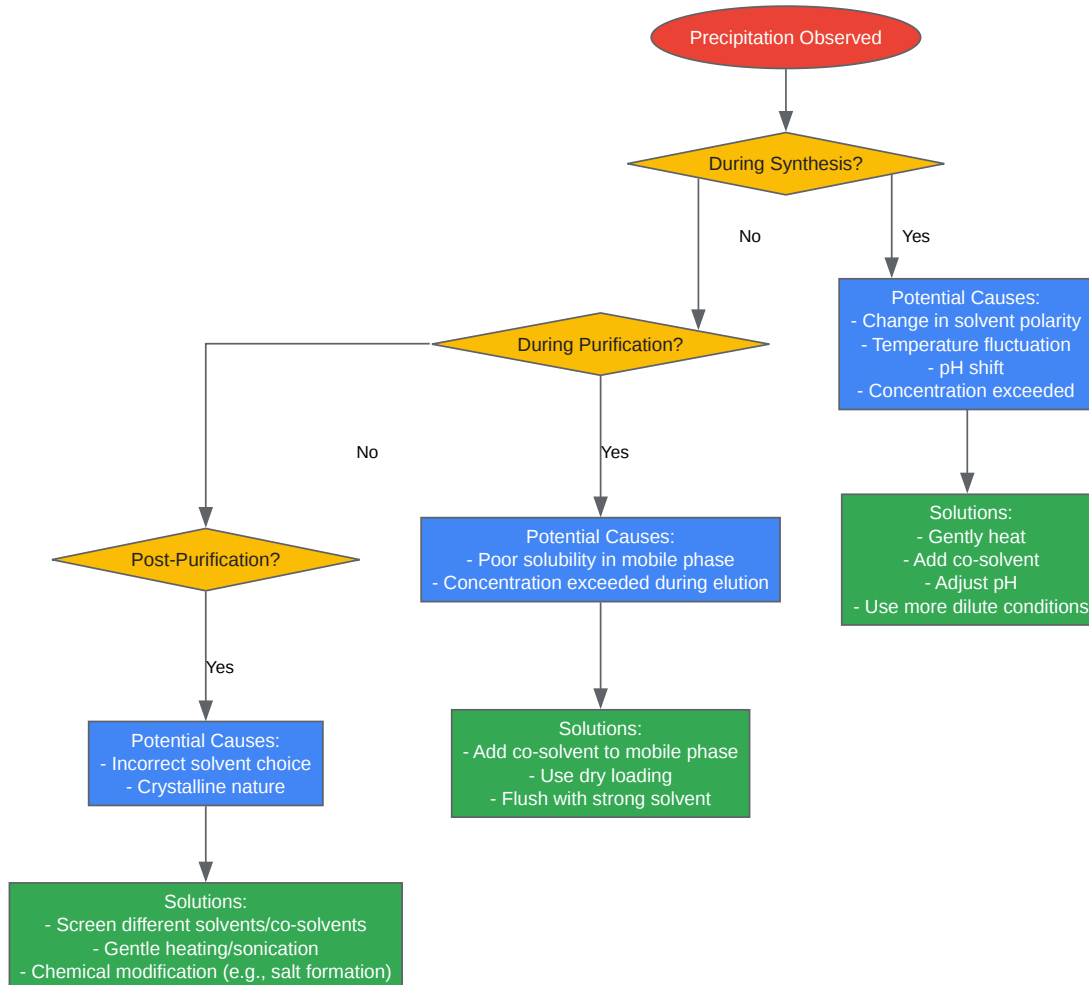 Precipitation Observed
During Synthesis?
No
Yes
Potential Causes:
- Change in solvent polarity
- Temperature fluctuation
- pH shift
- Concentration exceeded
During Purification?
No
Yes
Solutions:
- Gently heat
- Add co-solvent
- Adjust pH
- Use more dilute conditions
Potential Causes:
- Poor solubility in mobile phase
- Concentration exceeded during elution
Post-Purification?
Yes
Solutions:
- Add co-solvent to mobile phase
- Use dry loading
- Flush with strong solvent
Potential Causes:
- Incorrect solvent choice
- Crystalline nature
Solutions:
- Screen different solvents/co-solvents
- Gentle heating/sonication
- Chemical modification (e.g., salt formation)